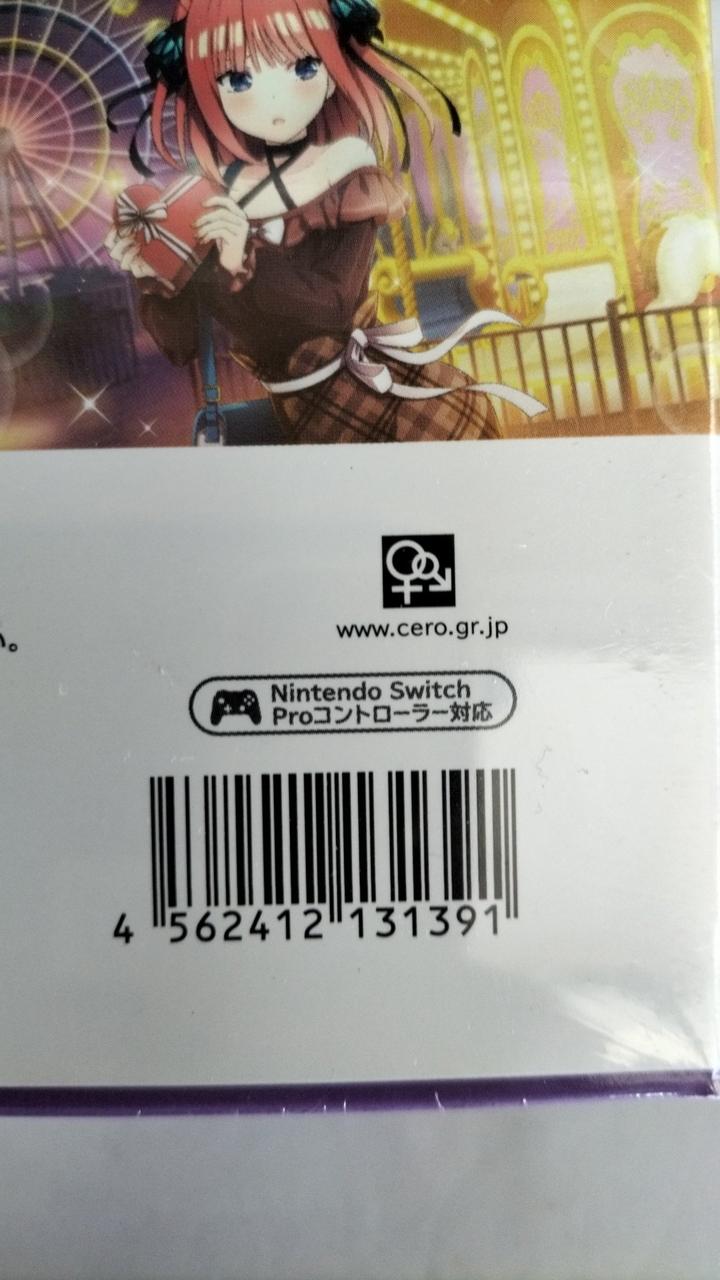 い。
www.cero.gr.jp
Nintendo Switch
Proコントローラー対応
4 562412 131391